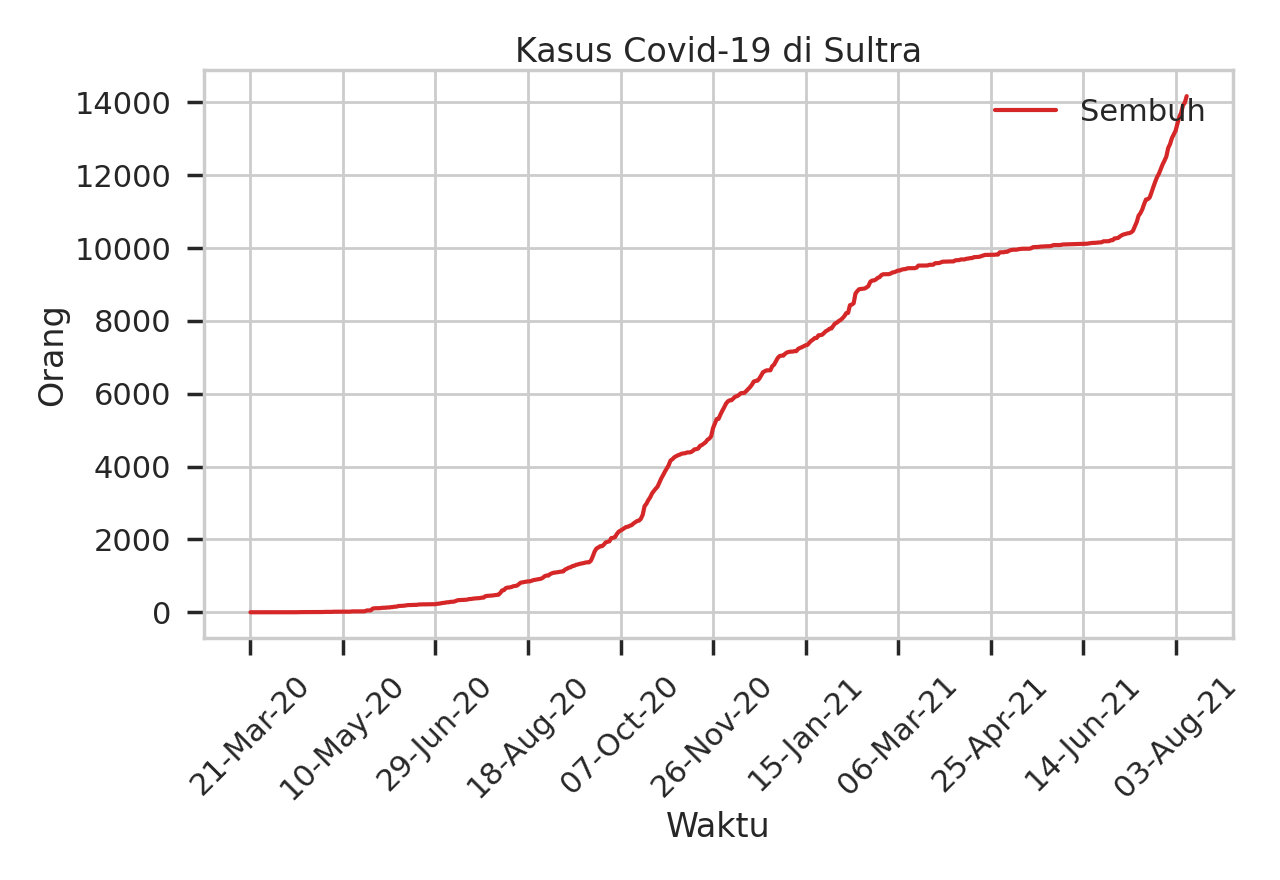 Kasus Covid-19 di Sultra
Sembuh
14000
12000
10000
8000
6000
4000
2000
0
Orang
21-Mar-20
10-May-20
29-Jun-20
18-Aug-20
07-Oct-20
26-Nov-20
15-Jan-21
06-Mar-21
25-Apr-21
14-Jun-21
03-Aug-21
Waktu